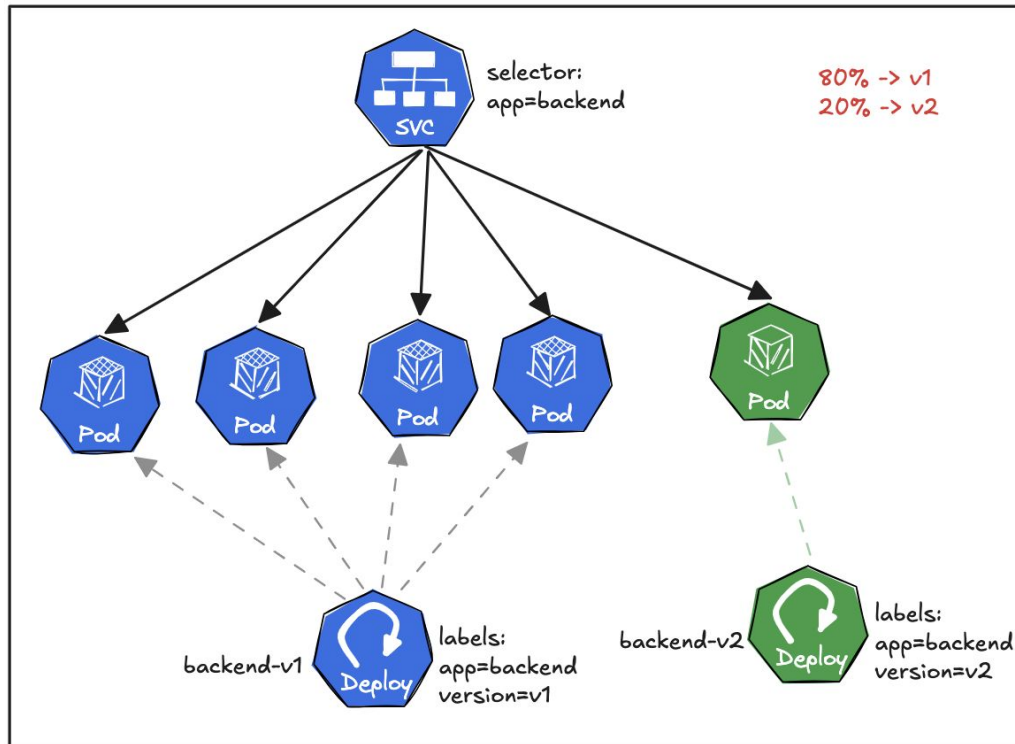 selector:
app=backend
80% -> v1
20% -> v2
SVC
Pod
Pod
Pod
Pod
Pod
backend-v1
Deploy
labels:
app=backend
version=v1
backend-v2
Deploy
labels:
app=backend
version=v2